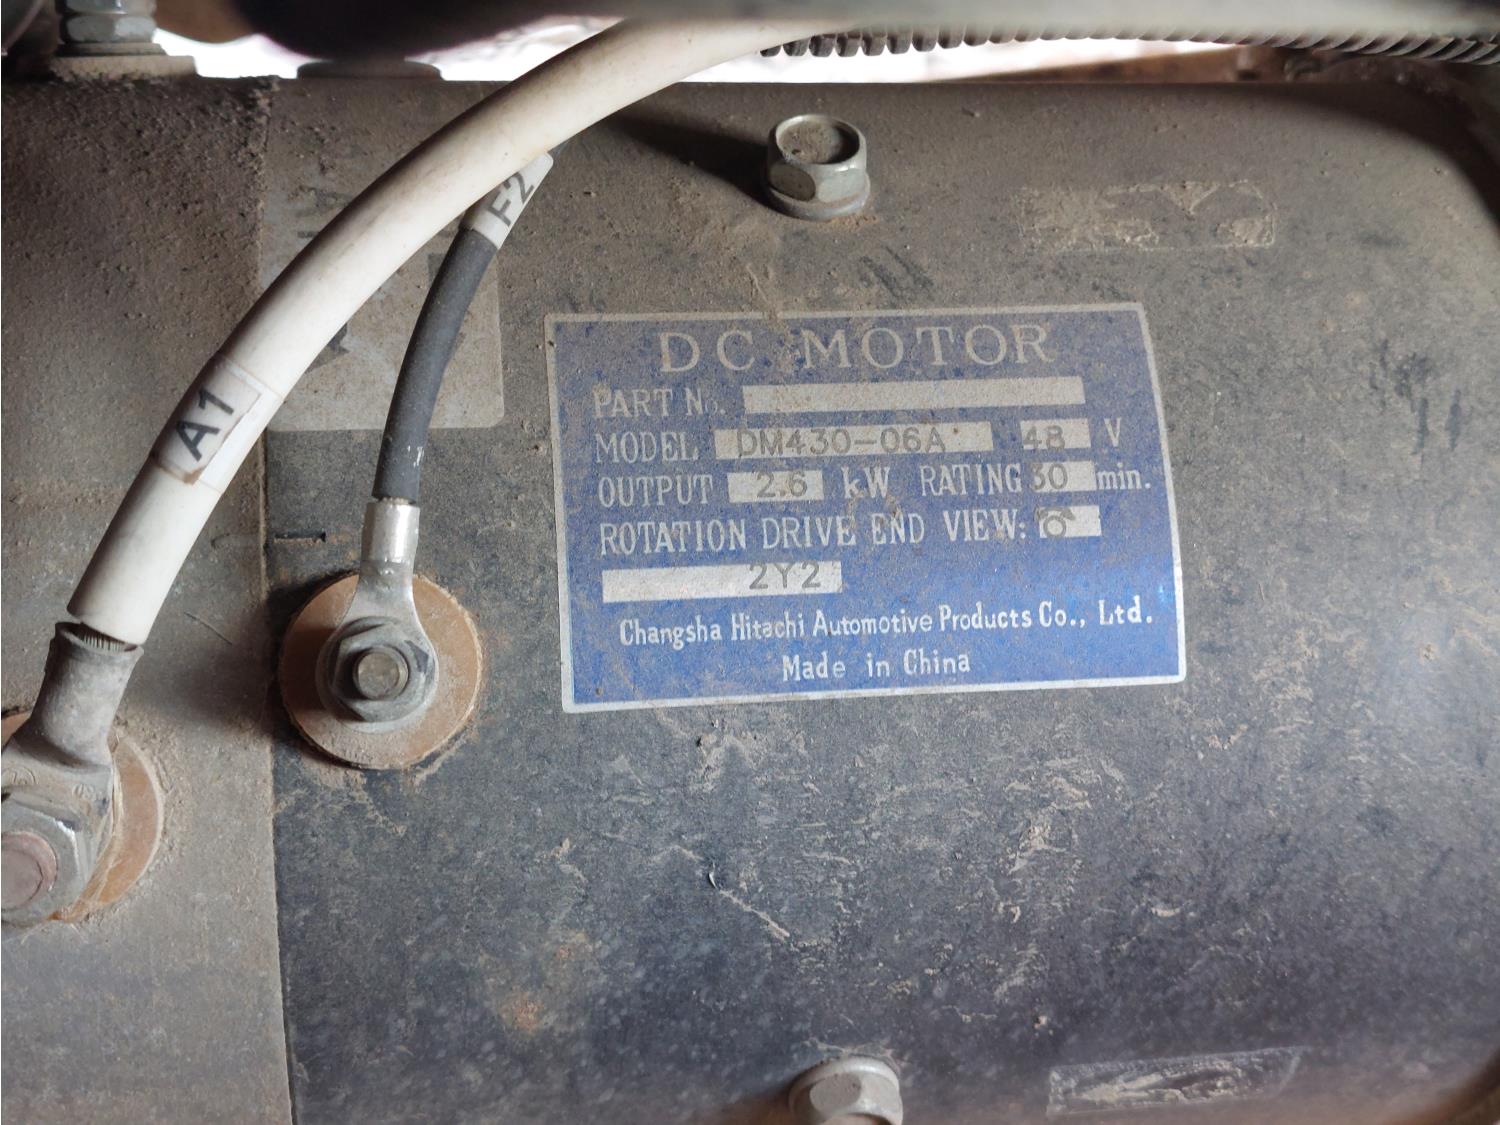 F2
A1
DC MOTOR
PART No.
MODEL DM430-06A 48 V
OUTPUT 2.6 kW RATING 30 min.
ROTATION DRIVE END VIEW:
2Y2
Changsha Hitachi Automotive Products Co., Ltd.
Made in China